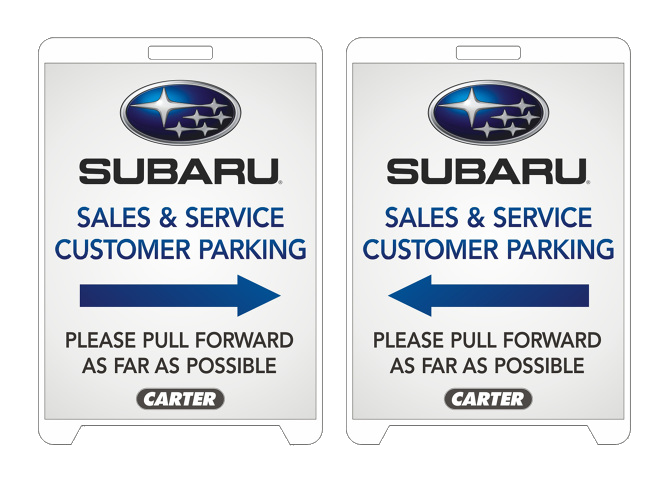 SUBARU®
SALES & SERVICE
CUSTOMER PARKING
PLEASE PULL FORWARD
AS FAR AS POSSIBLE
CARTER
SUBARU®
SALES & SERVICE
CUSTOMER PARKING
PLEASE PULL FORWARD
AS FAR AS POSSIBLE
CARTER